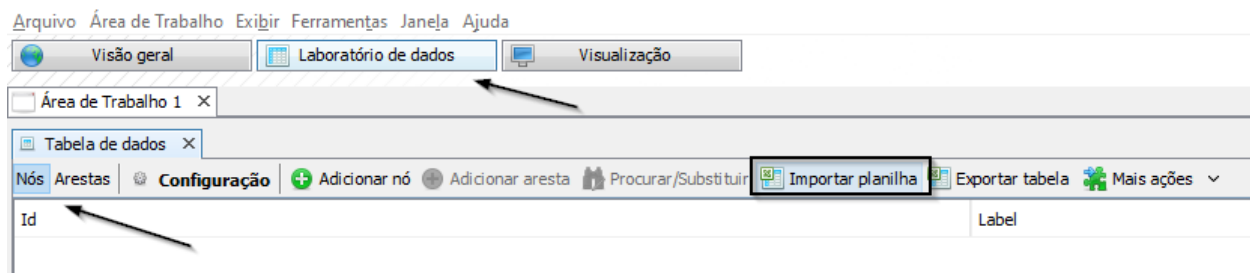 Arquivo Área de Trabalho Exibir Ferramentas Janela Ajuda
Visão geral Laboratório de dados Visualização
Área de Trabalho 1
Tabela de dados
Nós Arestas Configuração Adicionar nó Adicionar aresta Procurar/Substituir Importar planilha Exportar tabela Mais ações
Id Label